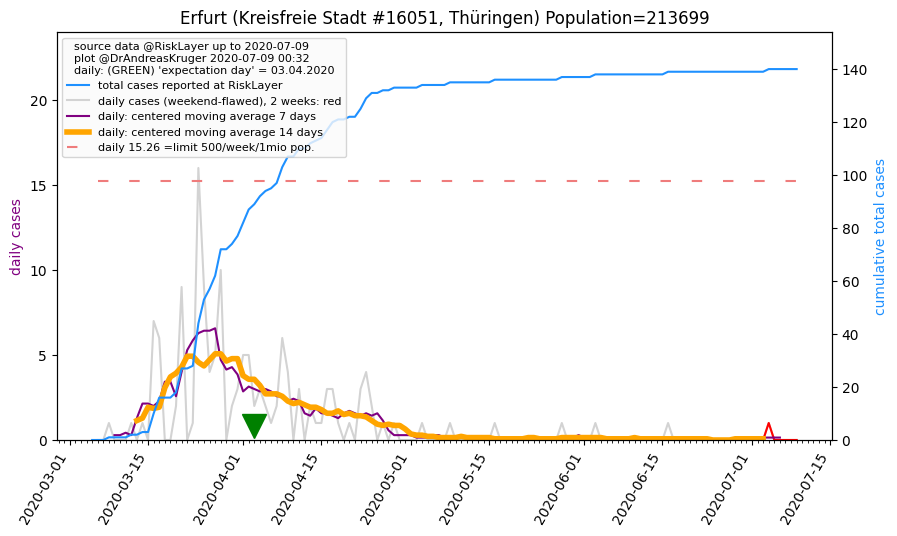 Erfurt (Kreisfreie Stadt #16051, Thüringen) Population=213699
source data @RiskLayer up to 2020-07-09
plot @DrAndreasKruger 2020-07-09 00:32
daily: (GREEN) 'expectation day' = 03.04.2020
total cases reported at RiskLayer
daily cases (weekend-flawed), 2 weeks: red
daily: centered moving average 7 days
daily: centered moving average 14 days
daily 15.26 =limit 500/week/1mio pop.
daily cases
20
15
10
5
0
cumulative total cases
140
120
100
80
60
40
20
0
2020-03-01
2020-03-15
2020-04-01
2020-04-15
2020-05-01
2020-05-15
2020-06-01
2020-06-15
2020-07-01
2020-07-15